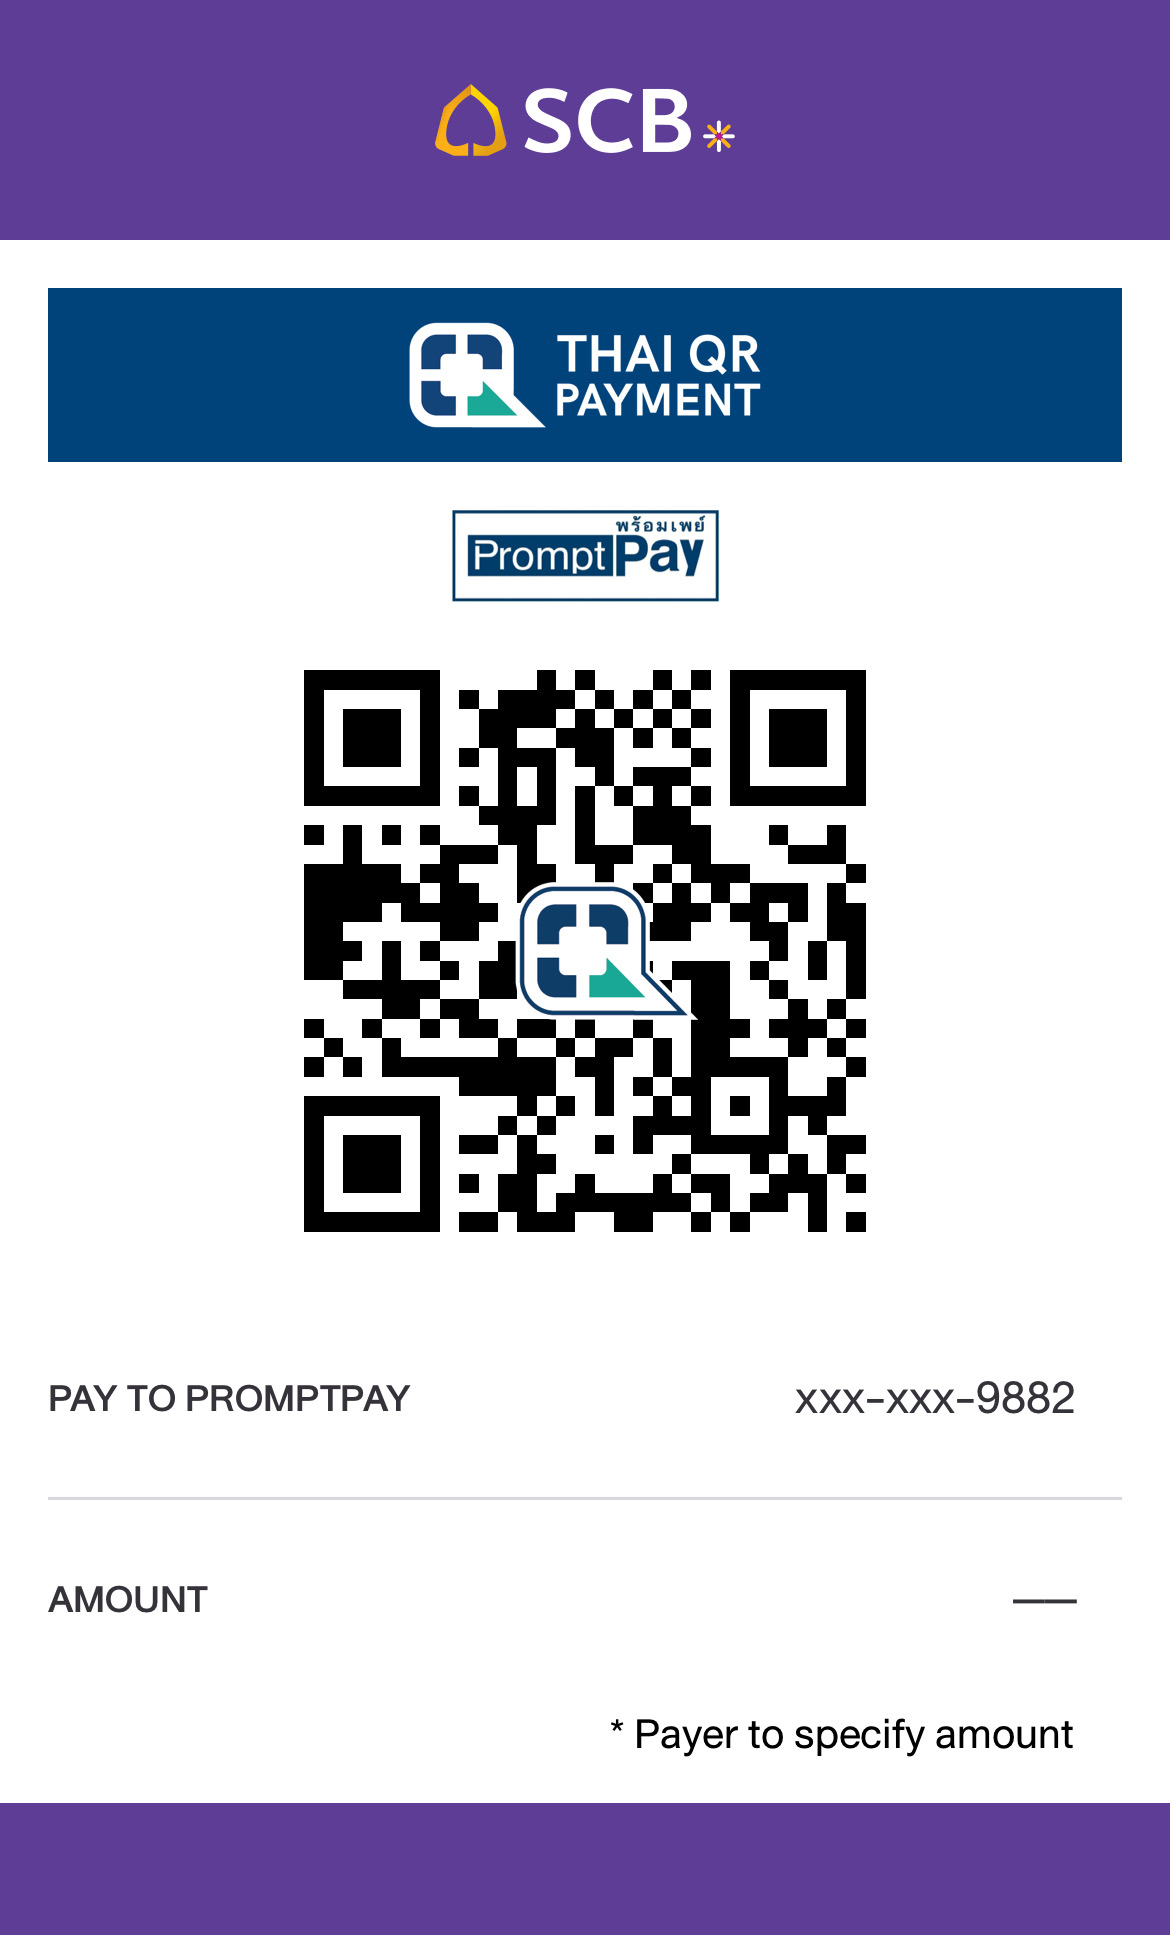 SCB
THAI QR
PAYMENT
พร้อมเพย์
PromptPay
PAY TO PROMPTPAY xxx-xxx-9882
AMOUNT —
* Payer to specify amount